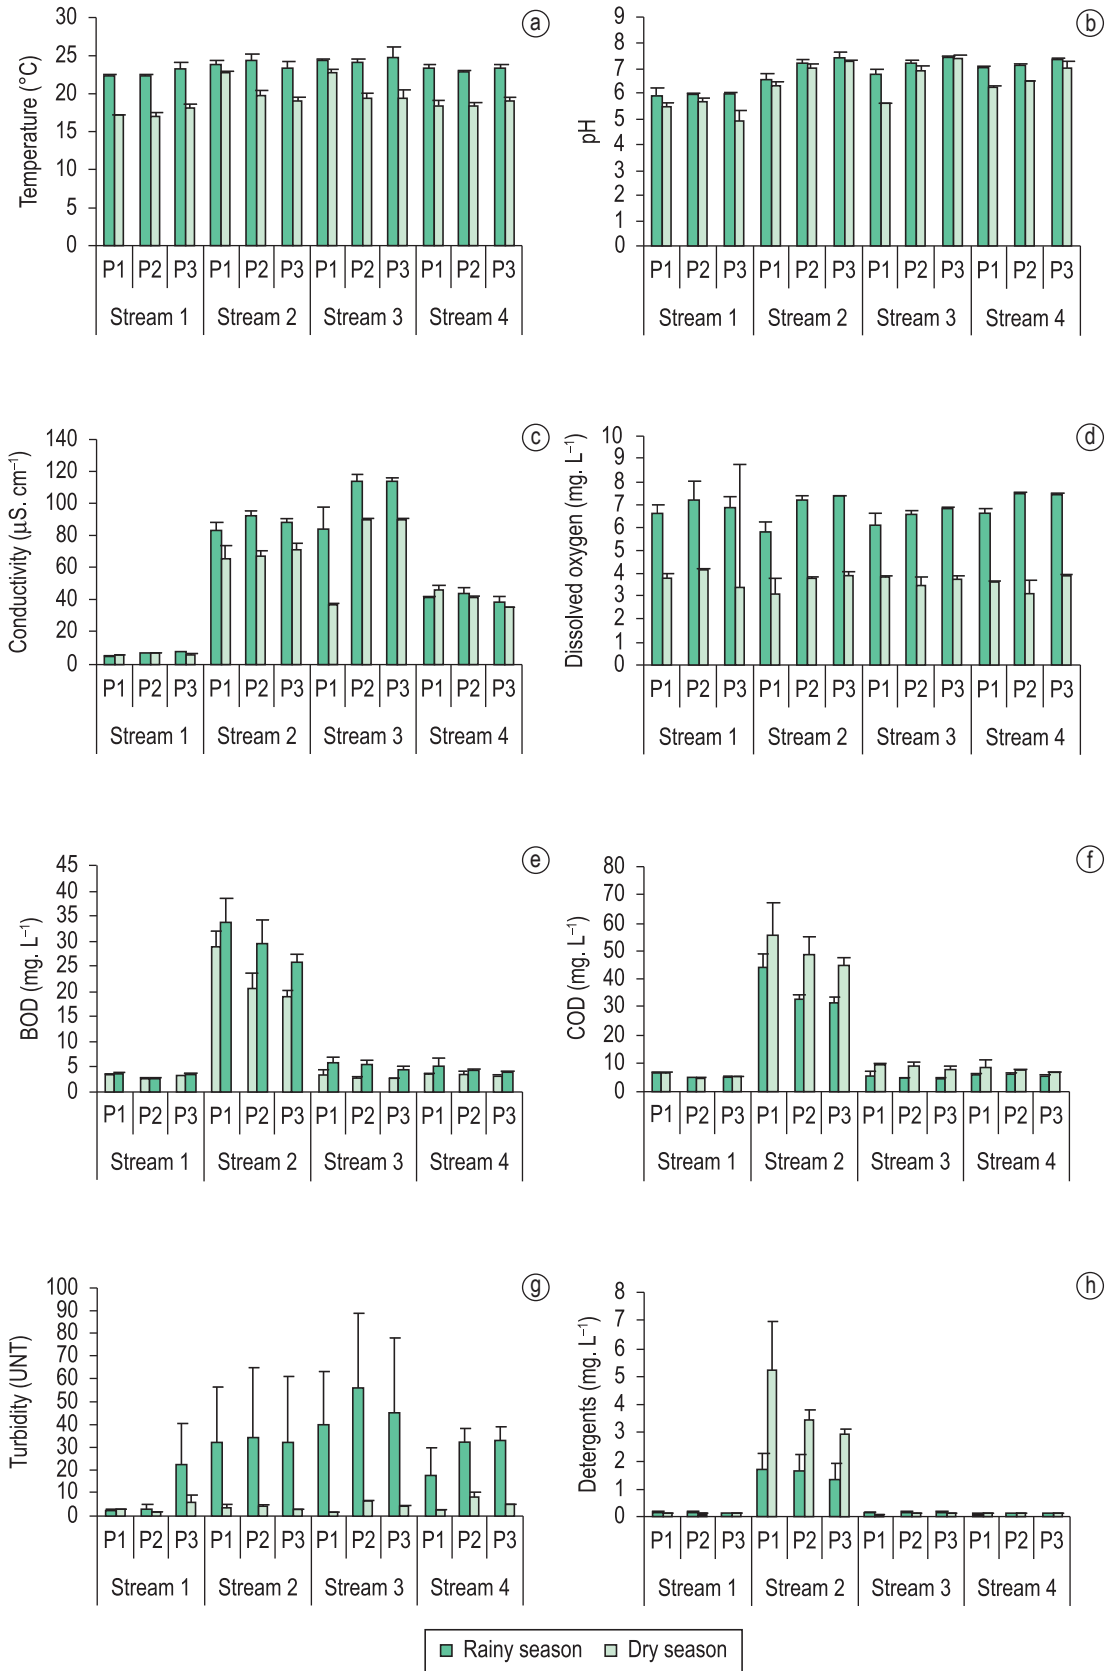 30
25
20
15
10
5
0
Temperature (°C)
P1 P2 P3 P1 P2 P3 P1 P2 P3 P1 P2 P3
Stream 1 Stream 2 Stream 3 Stream 4
a
9
8
7
6
5
4
3
2
1
0
pH
P1 P2 P3 P1 P2 P3 P1 P2 P3 P1 P2 P3
Stream 1 Stream 2 Stream 3 Stream 4
b
140
120
100
80
60
40
20
0
Conductivity (µS. cm⁻¹)
P1 P2 P3 P1 P2 P3 P1 P2 P3 P1 P2 P3
Stream 1 Stream 2 Stream 3 Stream 4
c
10
9
8
7
6
5
4
3
2
1
0
Dissolved oxygen (mg. L⁻¹)
P1 P2 P3 P1 P2 P3 P1 P2 P3 P1 P2 P3
Stream 1 Stream 2 Stream 3 Stream 4
d
45
40
35
30
25
20
15
10
5
0
BOD (mg. L⁻¹)
P1 P2 P3 P1 P2 P3 P1 P2 P3 P1 P2 P3
Stream 1 Stream 2 Stream 3 Stream 4
e
80
70
60
50
40
30
20
10
0
COD (mg. L⁻¹)
P1 P2 P3 P1 P2 P3 P1 P2 P3 P1 P2 P3
Stream 1 Stream 2 Stream 3 Stream 4
f
100
90
80
70
60
50
40
30
20
10
0
Turbidity (UNT)
P1 P2 P3 P1 P2 P3 P1 P2 P3 P1 P2 P3
Stream 1 Stream 2 Stream 3 Stream 4
g
8
7
6
5
4
3
2
1
0
Detergents (mg. L⁻¹)
P1 P2 P3 P1 P2 P3 P1 P2 P3 P1 P2 P3
Stream 1 Stream 2 Stream 3 Stream 4
h
Rainy season Dry season